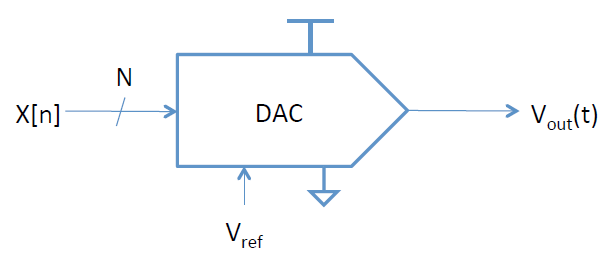 N
X[n]
DAC
Vout(t)
Vref